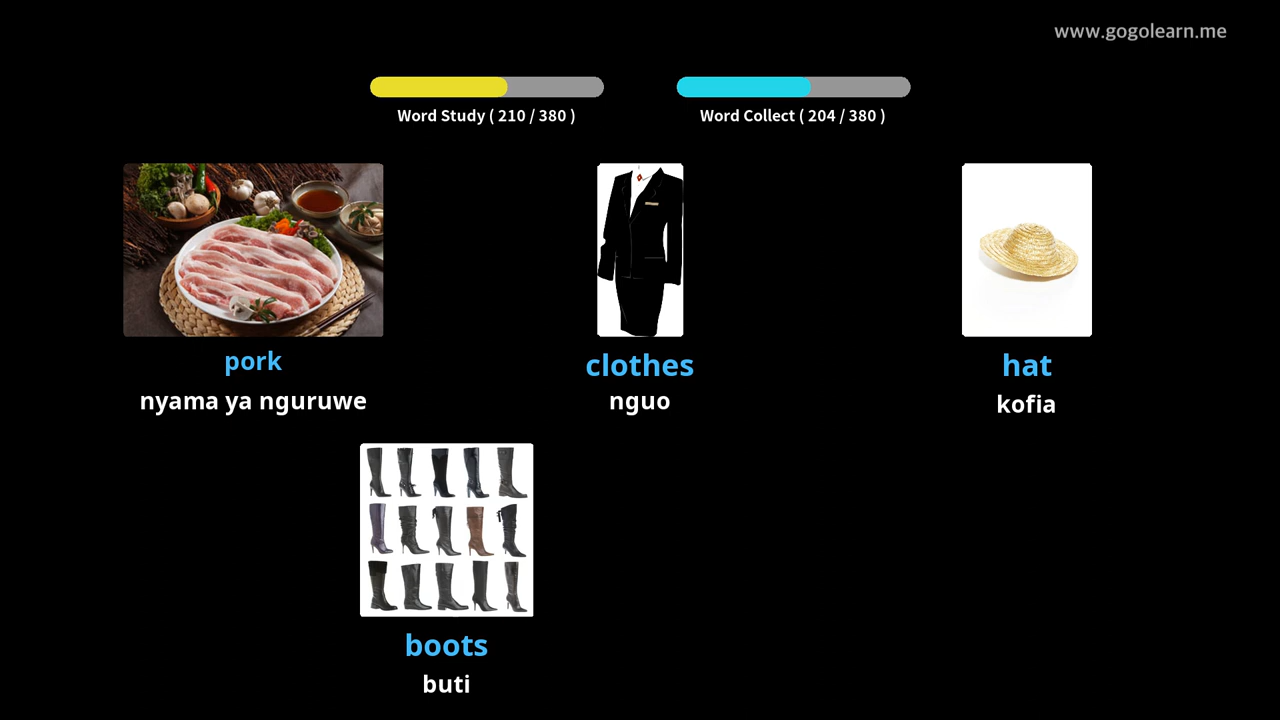 www.gogolearn.me
Word Study ( 210 / 380 )
Word Collect ( 204 / 380 )
pork
nyama ya nguruwe
clothes
nguo
hat
kofia
boots
buti